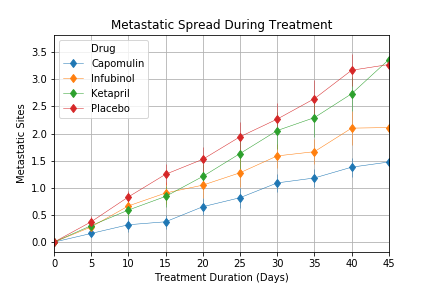 Metastatic Spread During Treatment
Drug
Capomulin
Infubinol
Ketapril
Placebo
Metastatic Sites
3.5
3.0
2.5
2.0
1.5
1.0
0.5
0.0
0 5 10 15 20 25 30 35 40 45
Treatment Duration (Days)